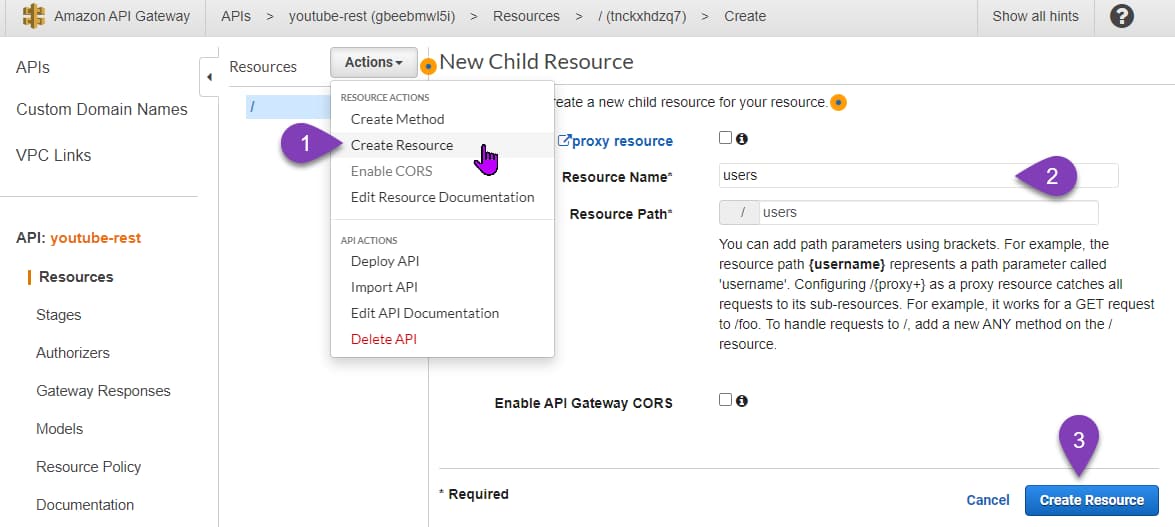 Amazon API Gateway
APIs > youtube-rest (gbeebmwl5i) > Resources > / (tnckxhdzq7) > Create
Show all hints
?
APIs
Custom Domain Names
VPC Links
API: youtube-rest
Resources
Stages
Authorizers
Gateway Responses
Models
Resource Policy
Documentation
Resources
Actions
/
RESOURCE ACTIONS
Create Method
1
Create Resource
Enable CORS
Edit Resource Documentation
API ACTIONS
Deploy API
Import API
Edit API Documentation
Delete API
New Child Resource
eate a new child resource for your resource.
proxy resource
Resource Name* users
2
Resource Path* / users
You can add path parameters using brackets. For example, the
resource path {username} represents a path parameter called
'username'. Configuring /{proxy+} as a proxy resource catches all
requests to its sub-resources. For example, it works for a GET request
to /foo. To handle requests to /, add a new ANY method on the /
resource.
Enable API Gateway CORS
3
* Required
Cancel
Create Resource